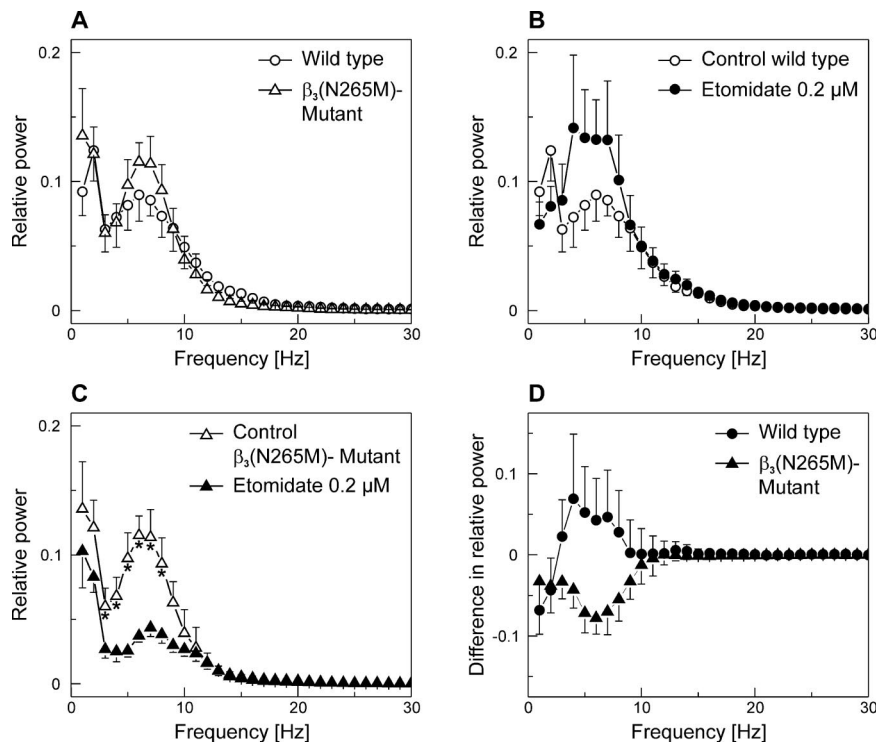 A
0.2
Wild type
β₃(N265M)-
Mutant
Relative power
0.1
0
0
10
20
30
Frequency [Hz]
B
0.2
Control wild type
Etomidate 0.2 µM
Relative power
0.1
0
0
10
20
30
Frequency [Hz]
C
0.2
Control
β₃(N265M)- Mutant
Etomidate 0.2 µM
Relative power
0.1
* * * * * *
0
0
10
20
30
Frequency [Hz]
D
Wild type
β₃(N265M)-
Mutant
Difference in relative power
0.1
0
-0.1
0
10
20
30
Frequency [Hz]